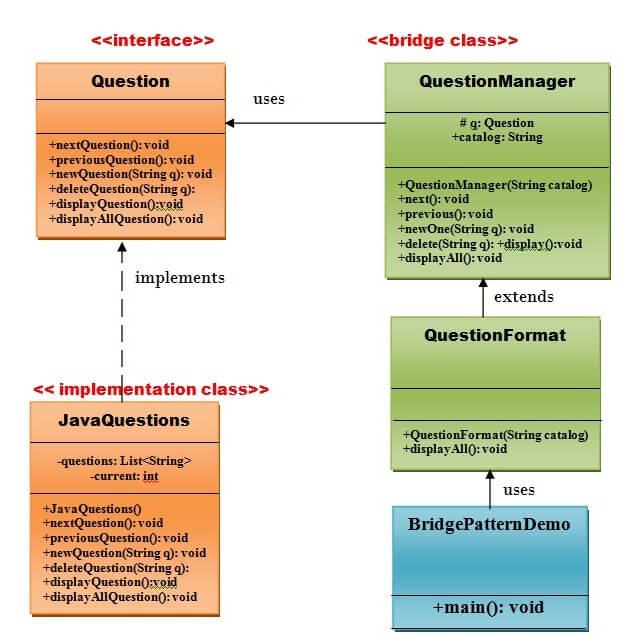 <<interface>>
Question
+nextQuestion(): void
+previousQuestion(): void
+newQuestion(String q): void
+deleteQuestion(String q):
+displayQuestion():void
+displayAllQuestion(): void
uses
<<bridge class>>
QuestionManager
# q: Question
+catalog: String
+QuestionManager(String catalog)
+next(): void
+previous(): void
+newOne(String q): void
+delete(String q): +display():void
+displayAll(): void
implements
extends
QuestionFormat
+QuestionFormat(String catalog)
+displayAll(): void
<< implementation class>>
JavaQuestions
-questions: List<String>
-current: int
+JavaQuestions()
+nextQuestion(): void
+previousQuestion(): void
+newQuestion(String q): void
+deleteQuestion(String q):
+displayQuestion():void
+displayAllQuestion(): void
uses
BridgePatternDemo
+main(): void